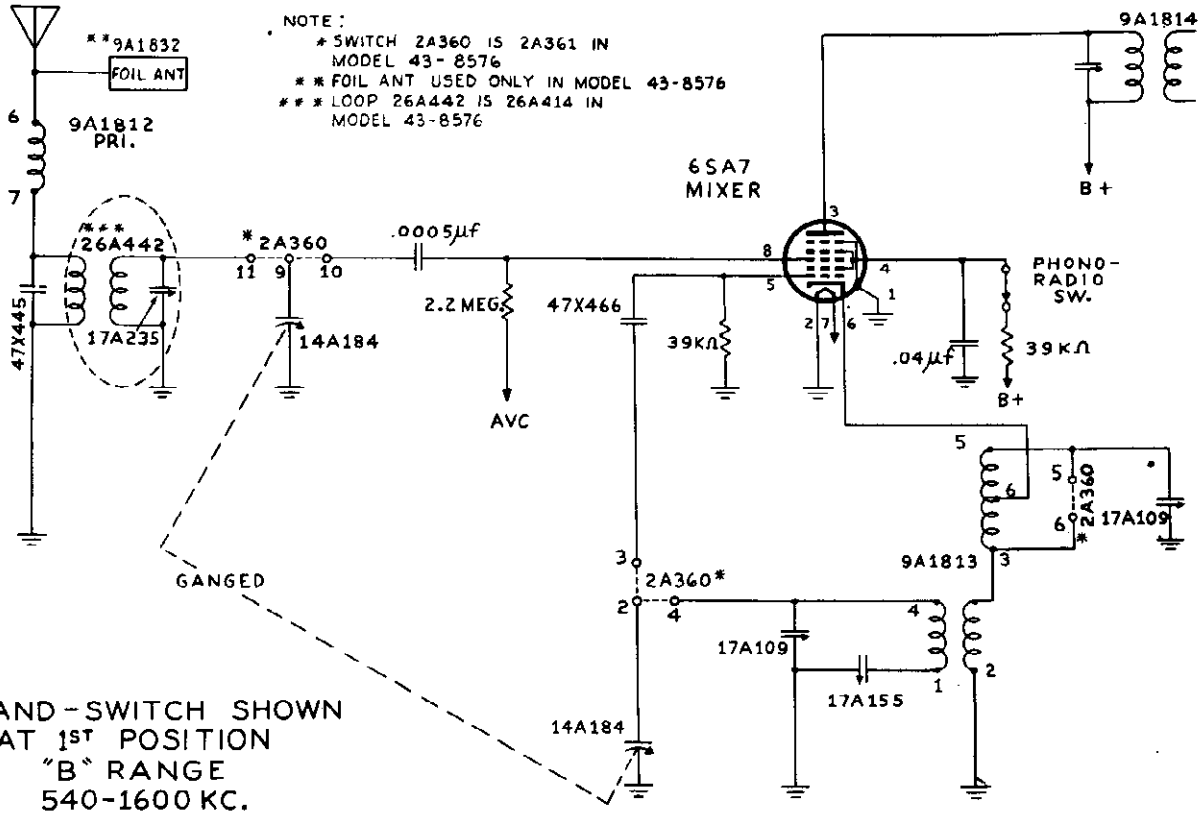 NOTE:
* SWITCH 2A360 IS 2A361 IN
MODEL 43-8576
** FOIL ANT USED ONLY IN MODEL 43-8576
*** LOOP 26A442 IS 26A414 IN
MODEL 43-8576
**9A1832
FOIL ANT
9A1814
6
9A1812
PRI.
7
B+
6SA7
MIXER
3
***
26A442
* 2A360
11 9 10
.0005µf
8
5
4
1
2 7 6
PHONO-
RADIO
SW.
47X445
17A235
14A184
2.2 MEG.
47X466
39KΩ
.04µf
39KΩ
B+
AVC
5
6
5
6
*2A360
17A109
3
9A1813
GANGED
3
2A360*
2
4
4
17A109
1
2
17A155
14A184
AND-SWITCH SHOWN
AT 1ST POSITION
"B" RANGE
540-1600 KC.